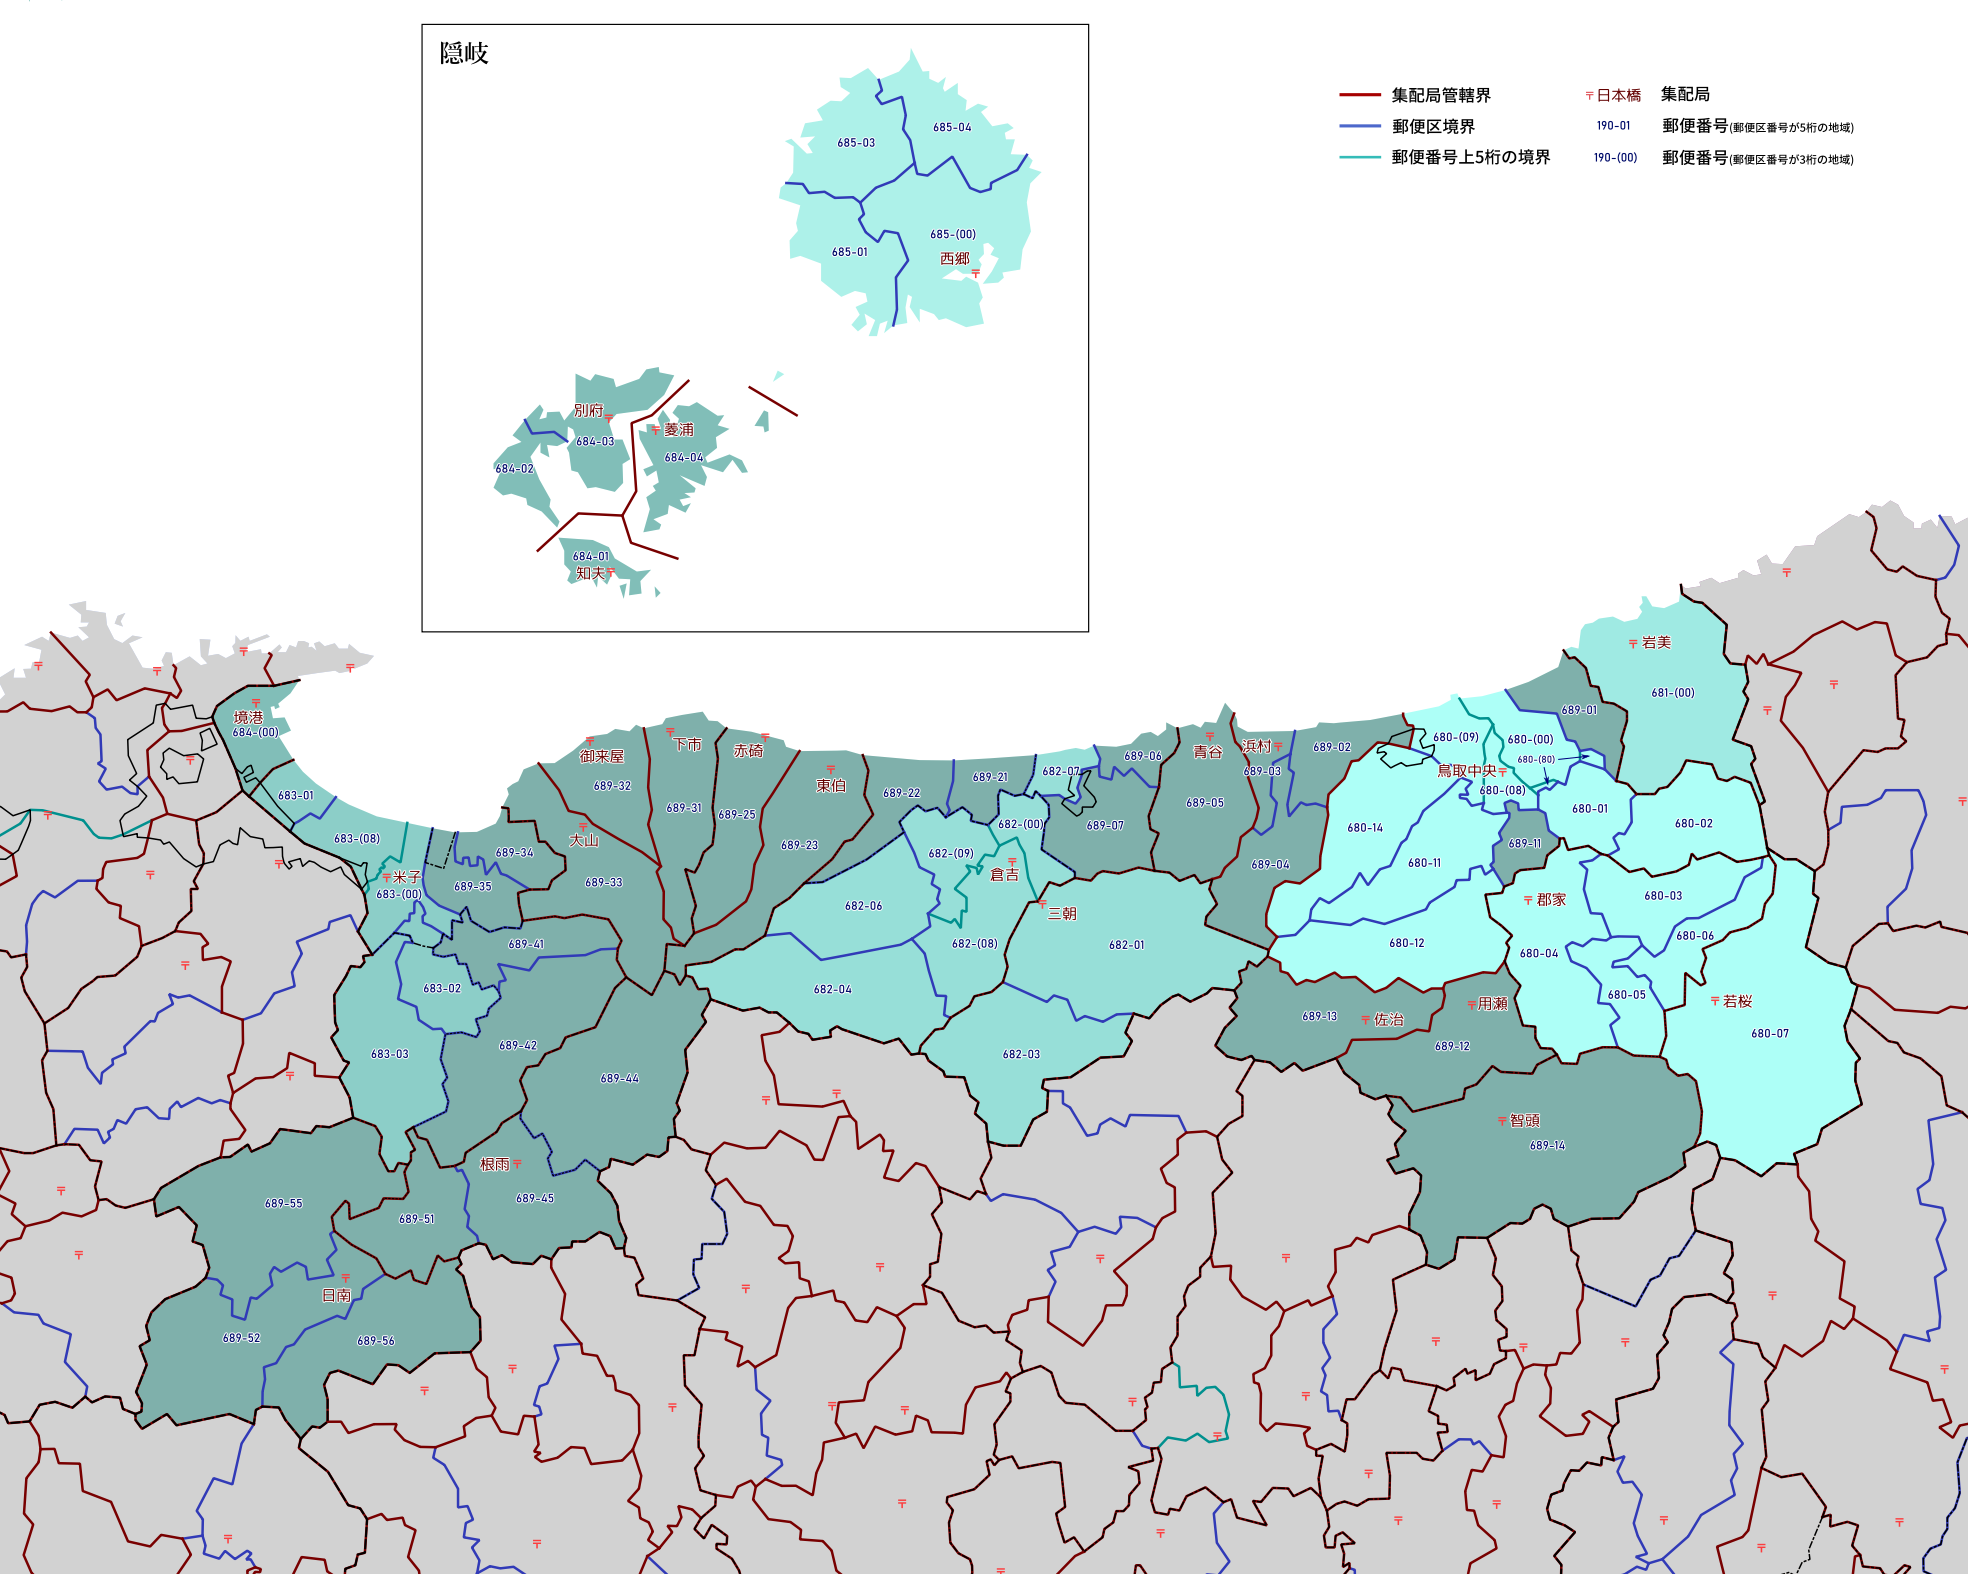 隠岐
685-03
685-04
685-01
685-(00)
西郷
別府
684-03
684-02
菱浦
684-04
684-01
知夫
集配局管轄界
〒日本橋 集配局
郵便区境界
190-01 郵便番号(郵便区番号が5桁の地域)
郵便番号上5桁の境界
190-(00) 郵便番号(郵便区番号が3桁の地域)
境港
684-(00)
683-01
683-(08)
米子
683-(00)
683-02
683-03
御来屋
689-32
大山
689-34
689-35
689-33
下市
689-31
赤碕
689-25
東伯
689-23
689-22
689-21
682-07
689-06
689-07
682-(00)
682-(09)
倉吉
682-06
682-(08)
682-04
三朝
682-01
682-03
689-41
689-42
689-44
根雨
689-45
689-55
689-51
日南
689-52
689-56
青谷
689-05
浜村
689-03
689-02
689-04
岩美
681-(00)
689-01
680-(09)
680-(00)
680-(80)
鳥取中央
680-(08)
680-01
680-02
680-14
680-11
689-11
680-12
郡家
680-03
680-04
680-06
680-05
若桜
680-07
689-13
佐治
用瀬
689-12
智頭
689-14